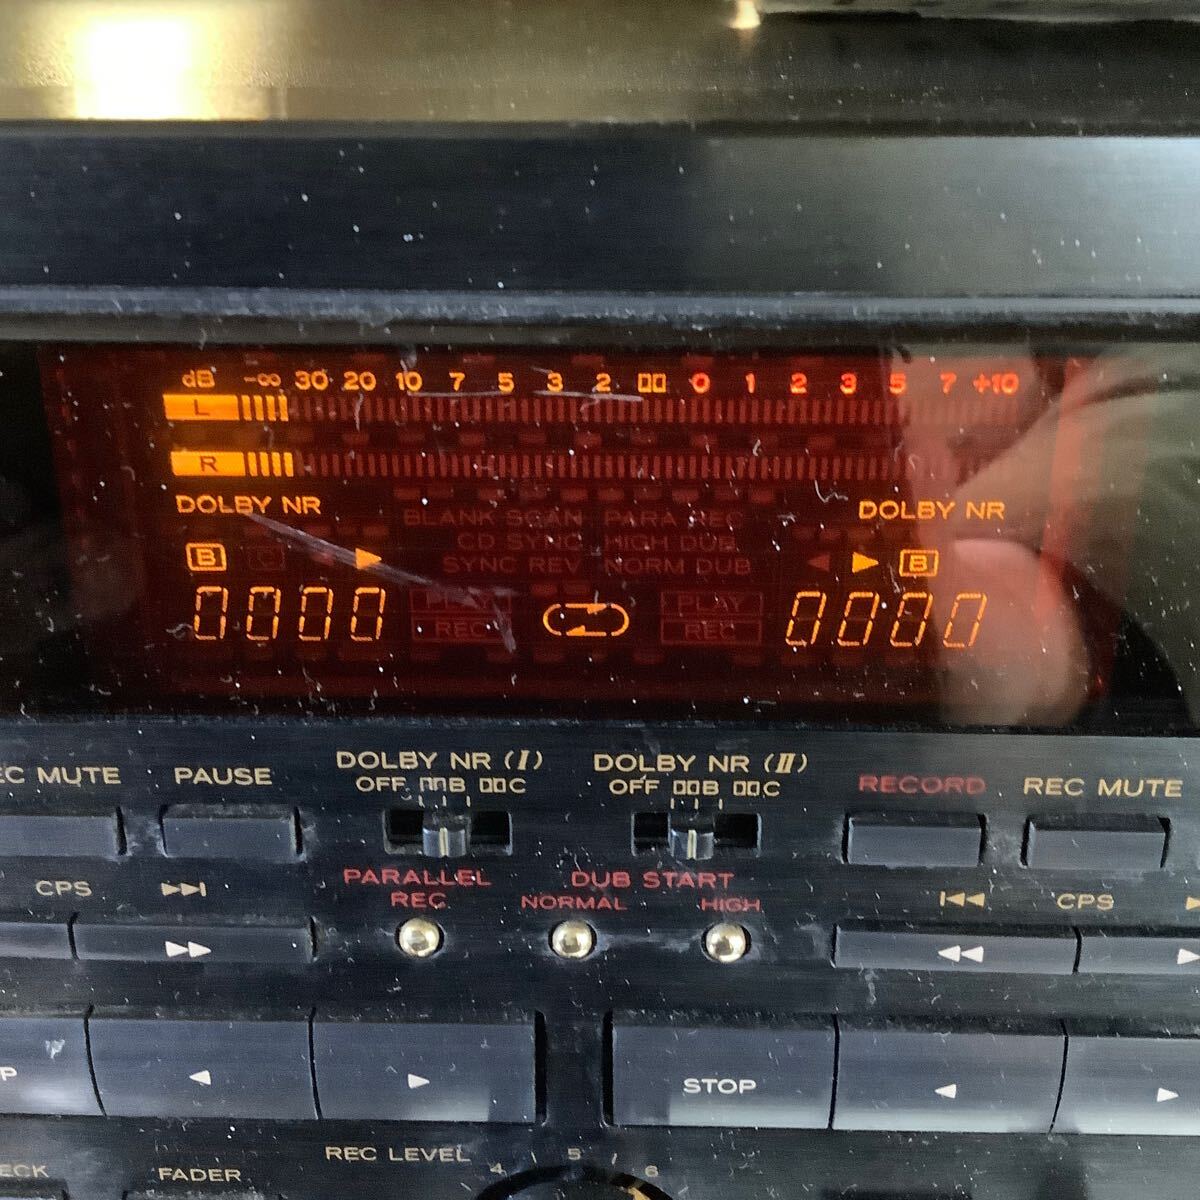 dB -∞ 30 20 10 7 5 3 2 0 1 2 3 5 7 +10
L
R
DOLBY NR DOLBY NR
BLANK SCAN PARA REC
CD SYNC HIGH DUB
B C B
SYNC REV NORM DUB
0000 PLAY PLAY 0000
REC REC
DOLBY NR (I) DOLBY NR (II)
OFF B C OFF B C
MUTE PAUSE RECORD REC MUTE
PARALLEL REC
DUB START
NORMAL HIGH
CPS CPS
STOP
REC LEVEL
4 5 6
FADER